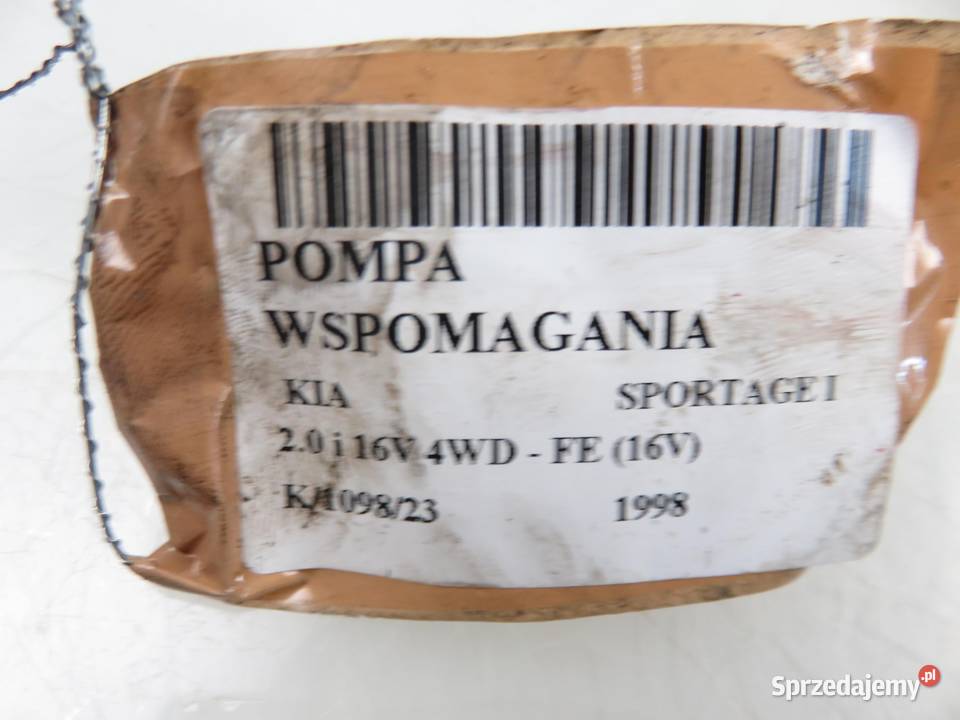 POMPA
WSPOMAGANIA
KIA SPORTAGE I
2.0 i 16V 4WD - FE (16V)
K/1098/23 1998
Sprzedajemy.pl